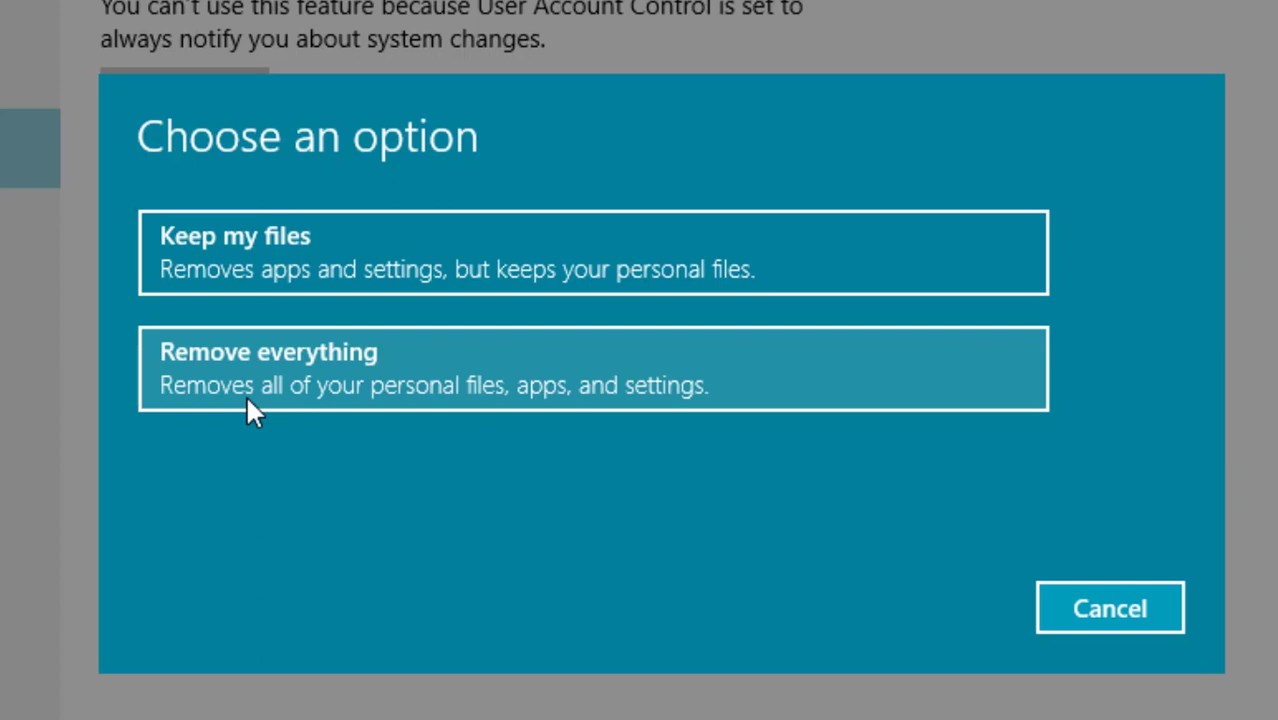 You can't use this feature because User Account Control is set to
always notify you about system changes.
Choose an option
Keep my files
Removes apps and settings, but keeps your personal files.
Remove everything
Removes all of your personal files, apps, and settings.
Cancel